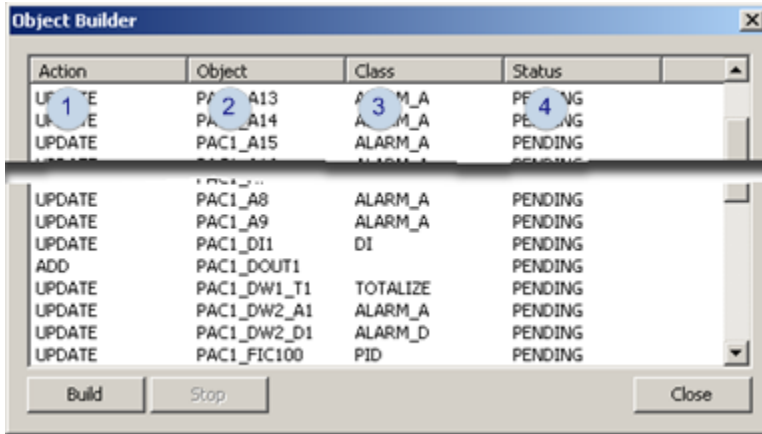 Object Builder
Action Object Class Status
1 2 3 4
PAC1_A15
UPDATE PAC1_A15 ALARM_A PENDING
UPDATE PAC1_A8 ALARM_A PENDING
UPDATE PAC1_A9 ALARM_A PENDING
UPDATE PAC1_DI1 DI PENDING
ADD PAC1_DOUT1 PENDING
UPDATE PAC1_DW1_T1 TOTALIZE PENDING
UPDATE PAC1_DW2_A1 ALARM_A PENDING
UPDATE PAC1_DW2_D1 ALARM_D PENDING
UPDATE PAC1_FIC100 PID PENDING
Build Stop Close